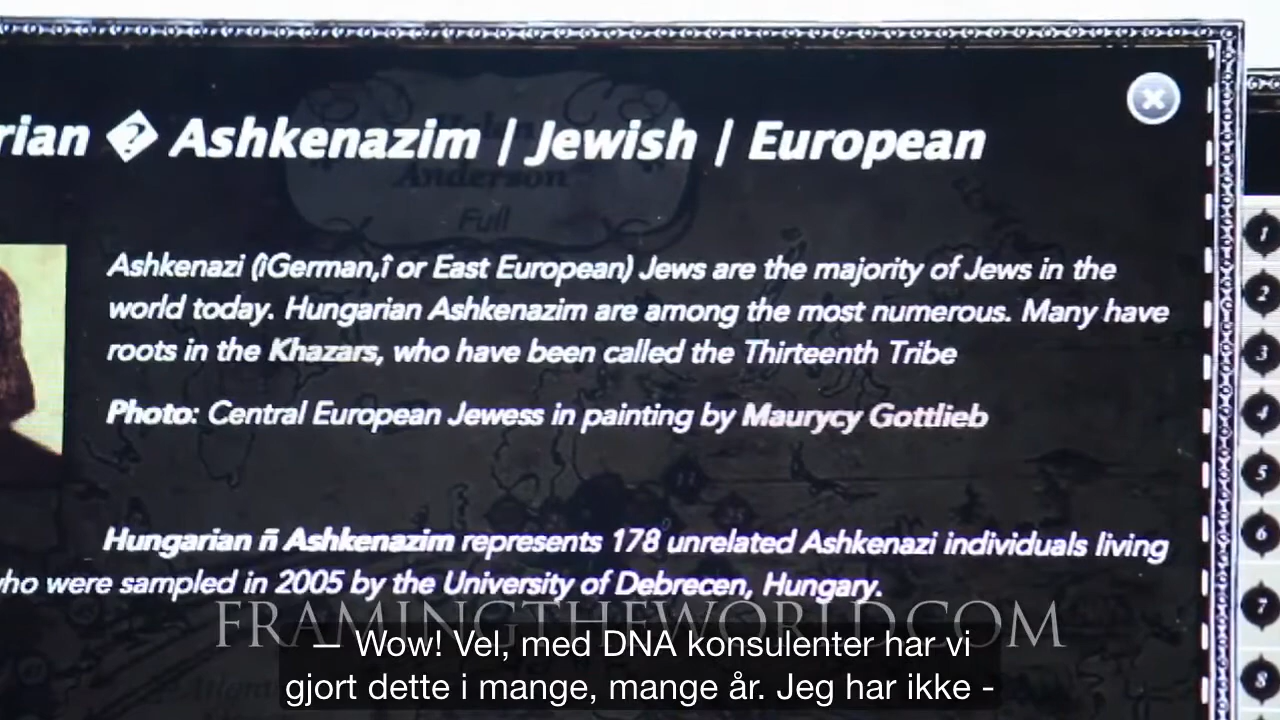 rian � Ashkenazim | Jewish | European
Anderson
Full
Ashkenazi (îGerman,î or East European) Jews are the majority of Jews in the
world today. Hungarian Ashkenazim are among the most numerous. Many have
roots in the Khazars, who have been called the Thirteenth Tribe
Photo: Central European Jewess in painting by Maurycy Gottlieb
Hungarian ñ Ashkenazim represents 178 unrelated Ashkenazi individuals living
who were sampled in 2005 by the University of Debrecen, Hungary.
FRAMINGTHEWORLD.COM
– Wow! Vel, med DNA konsulenter har vi
gjort dette i mange, mange år. Jeg har ikke -
1
2
3
4
5
6
7
8